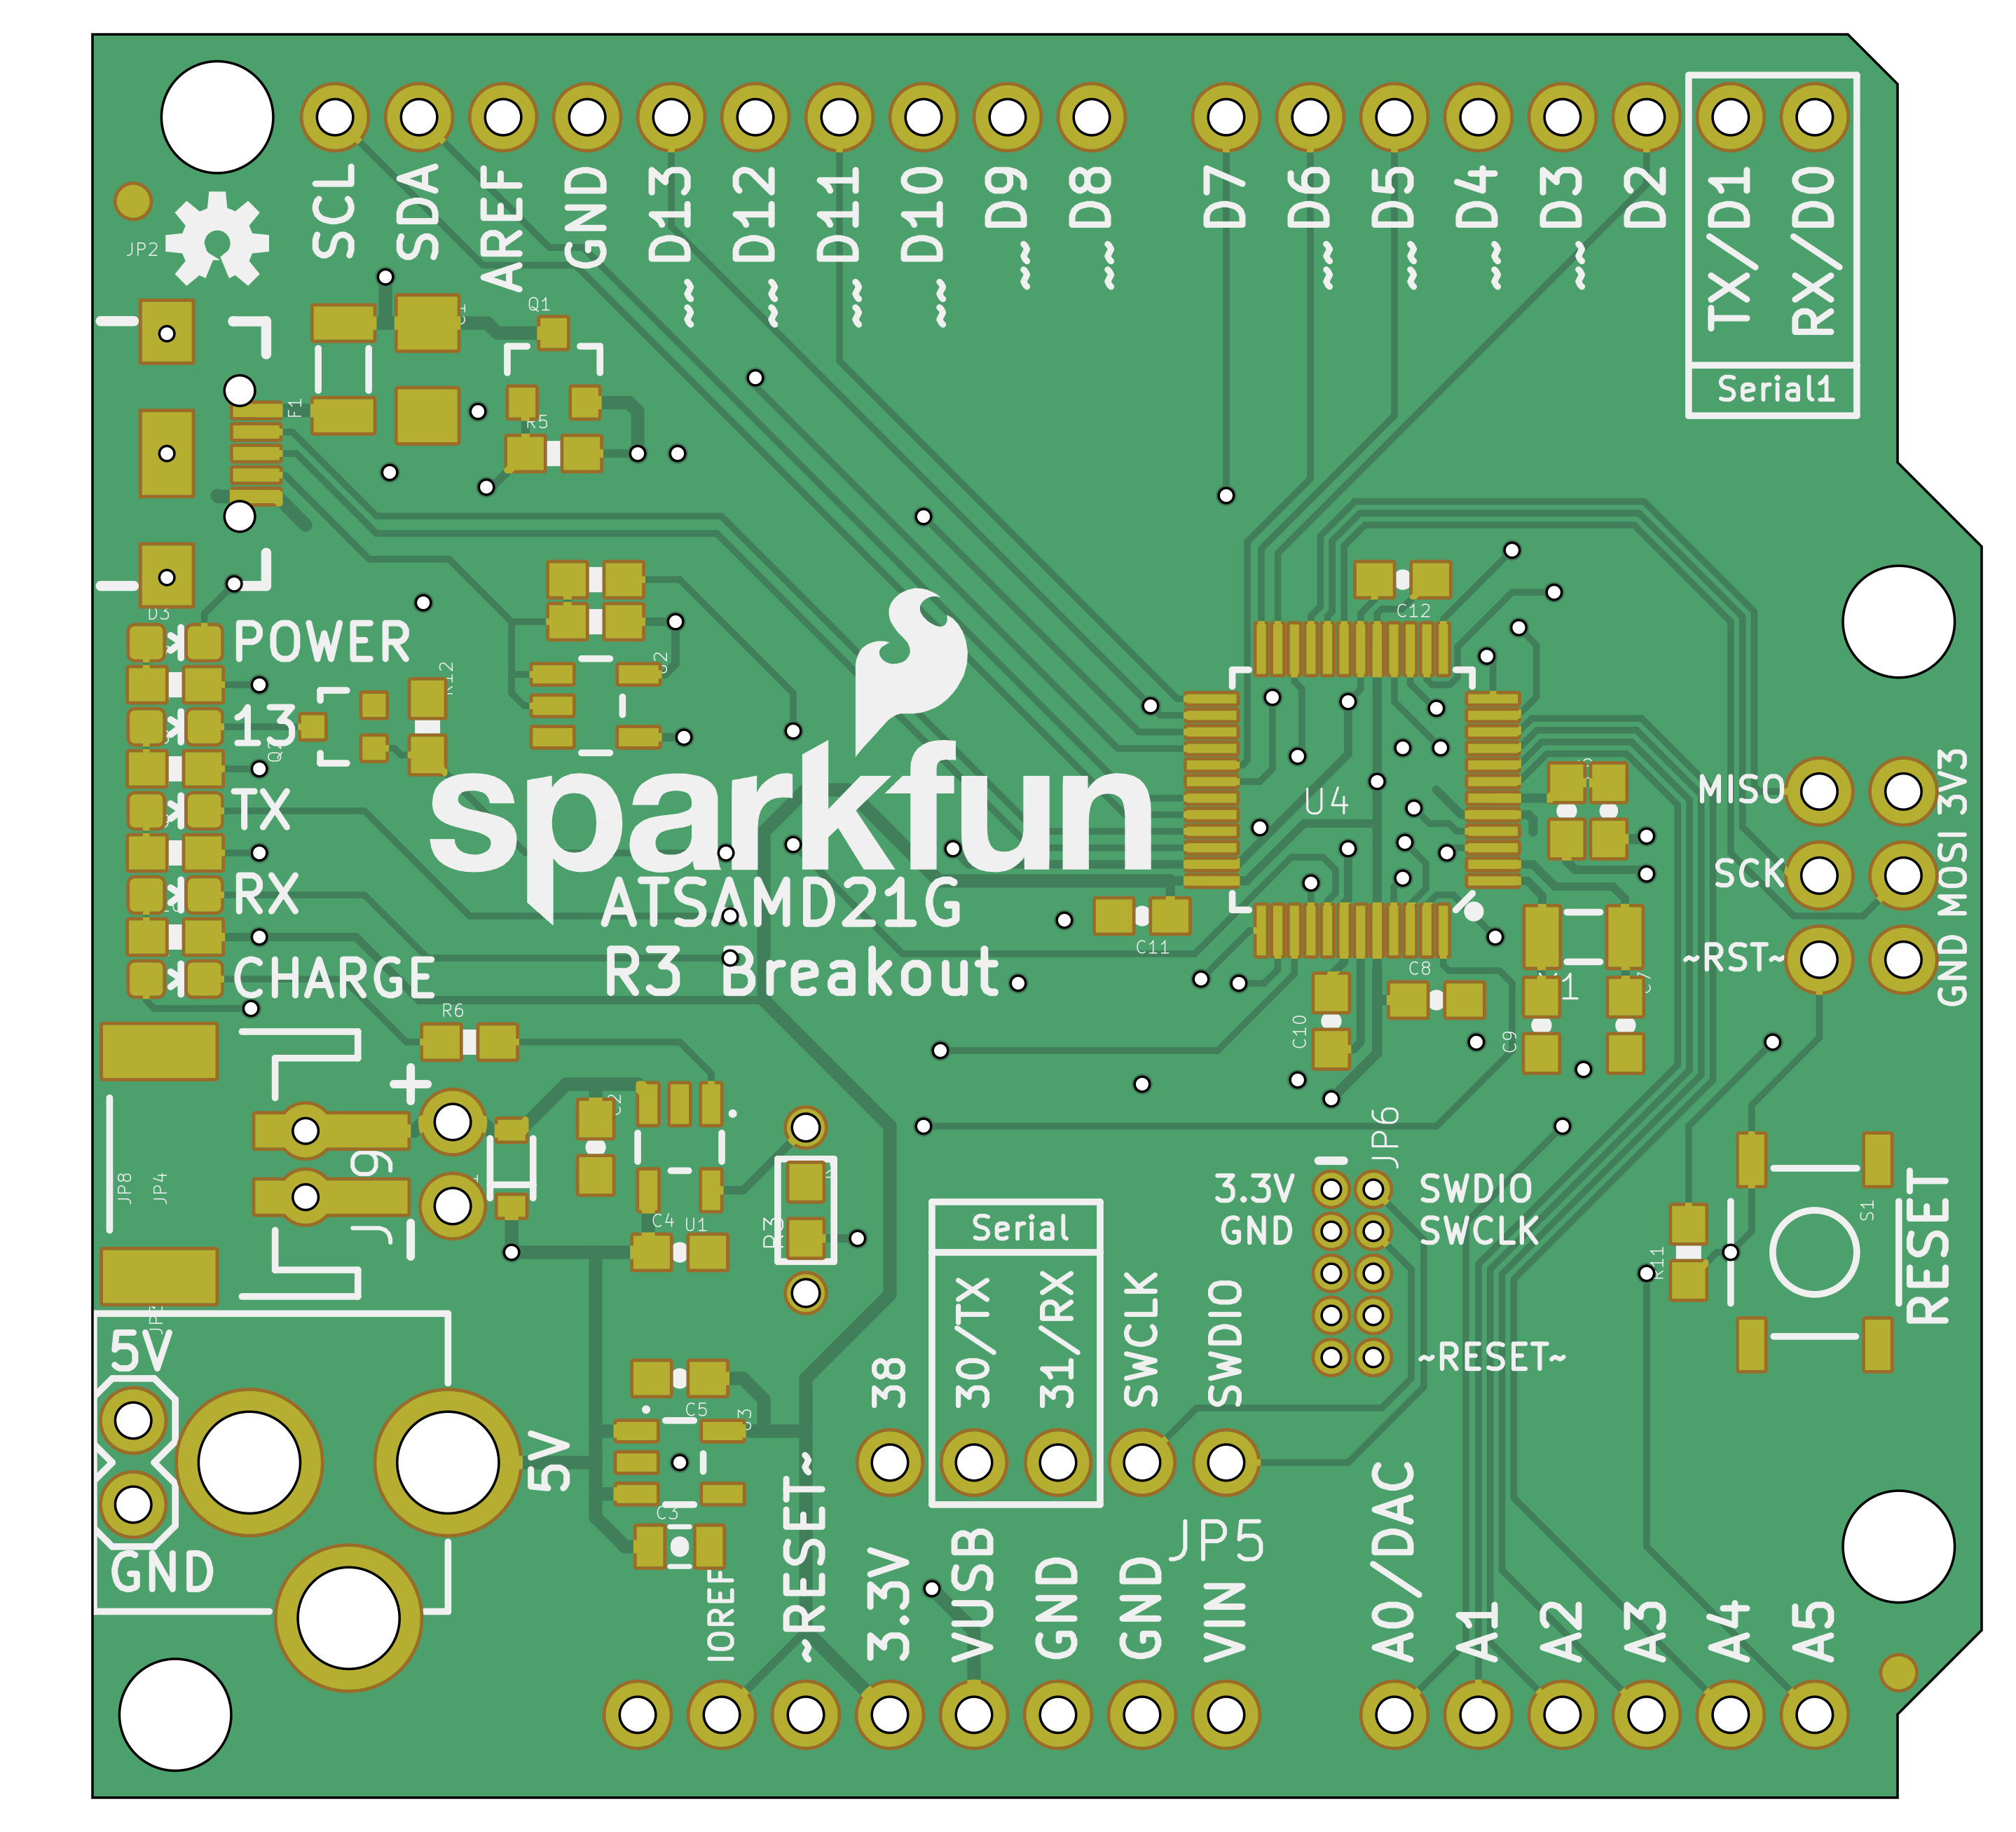 SCL
SDA
AREF
GND
~D13
~D12
~D11
~D10
~D9
~D8
D7
~D6
~D5
~D4
~D3
D2
TX/D1
RX/D0
Serial1
JP2
Q1
F1
R5
D3
POWER
13
TX
RX
CHARGE
R12
sparkfun
ATSAMD21G
R3 Breakout
U4
C12
C11
C8
C10
C9
MISO
SCK
~RST~
3V3
MOSI
GND
R6
+
-
JP8
JP4
C4
U1
R3
C5
C3
5V
GND
5V
Serial
38
30/TX
31/RX
SWCLK
SWDIO
JP6
3.3V
GND
SWDIO
SWCLK
~RESET~
R11
S1
RESET
JP5
IOREF
~RESET~
3.3V
VUSB
GND
GND
VIN
A0/DAC
A1
A2
A3
A4
A5